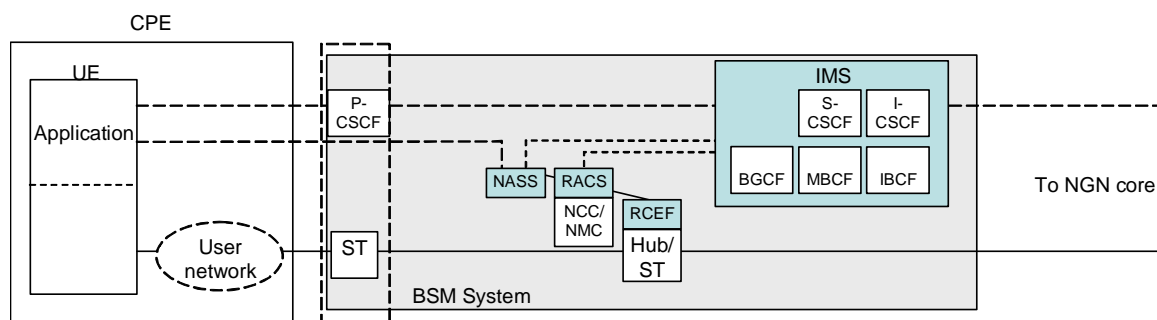 CPE
UE
Application
User
network
P-
CSCF
ST
NASS
RACS
NCC/
NMC
RCEF
Hub/
ST
BSM System
IMS
S-
CSCF
I-
CSCF
BGCF
MBCF
IBCF
To NGN core